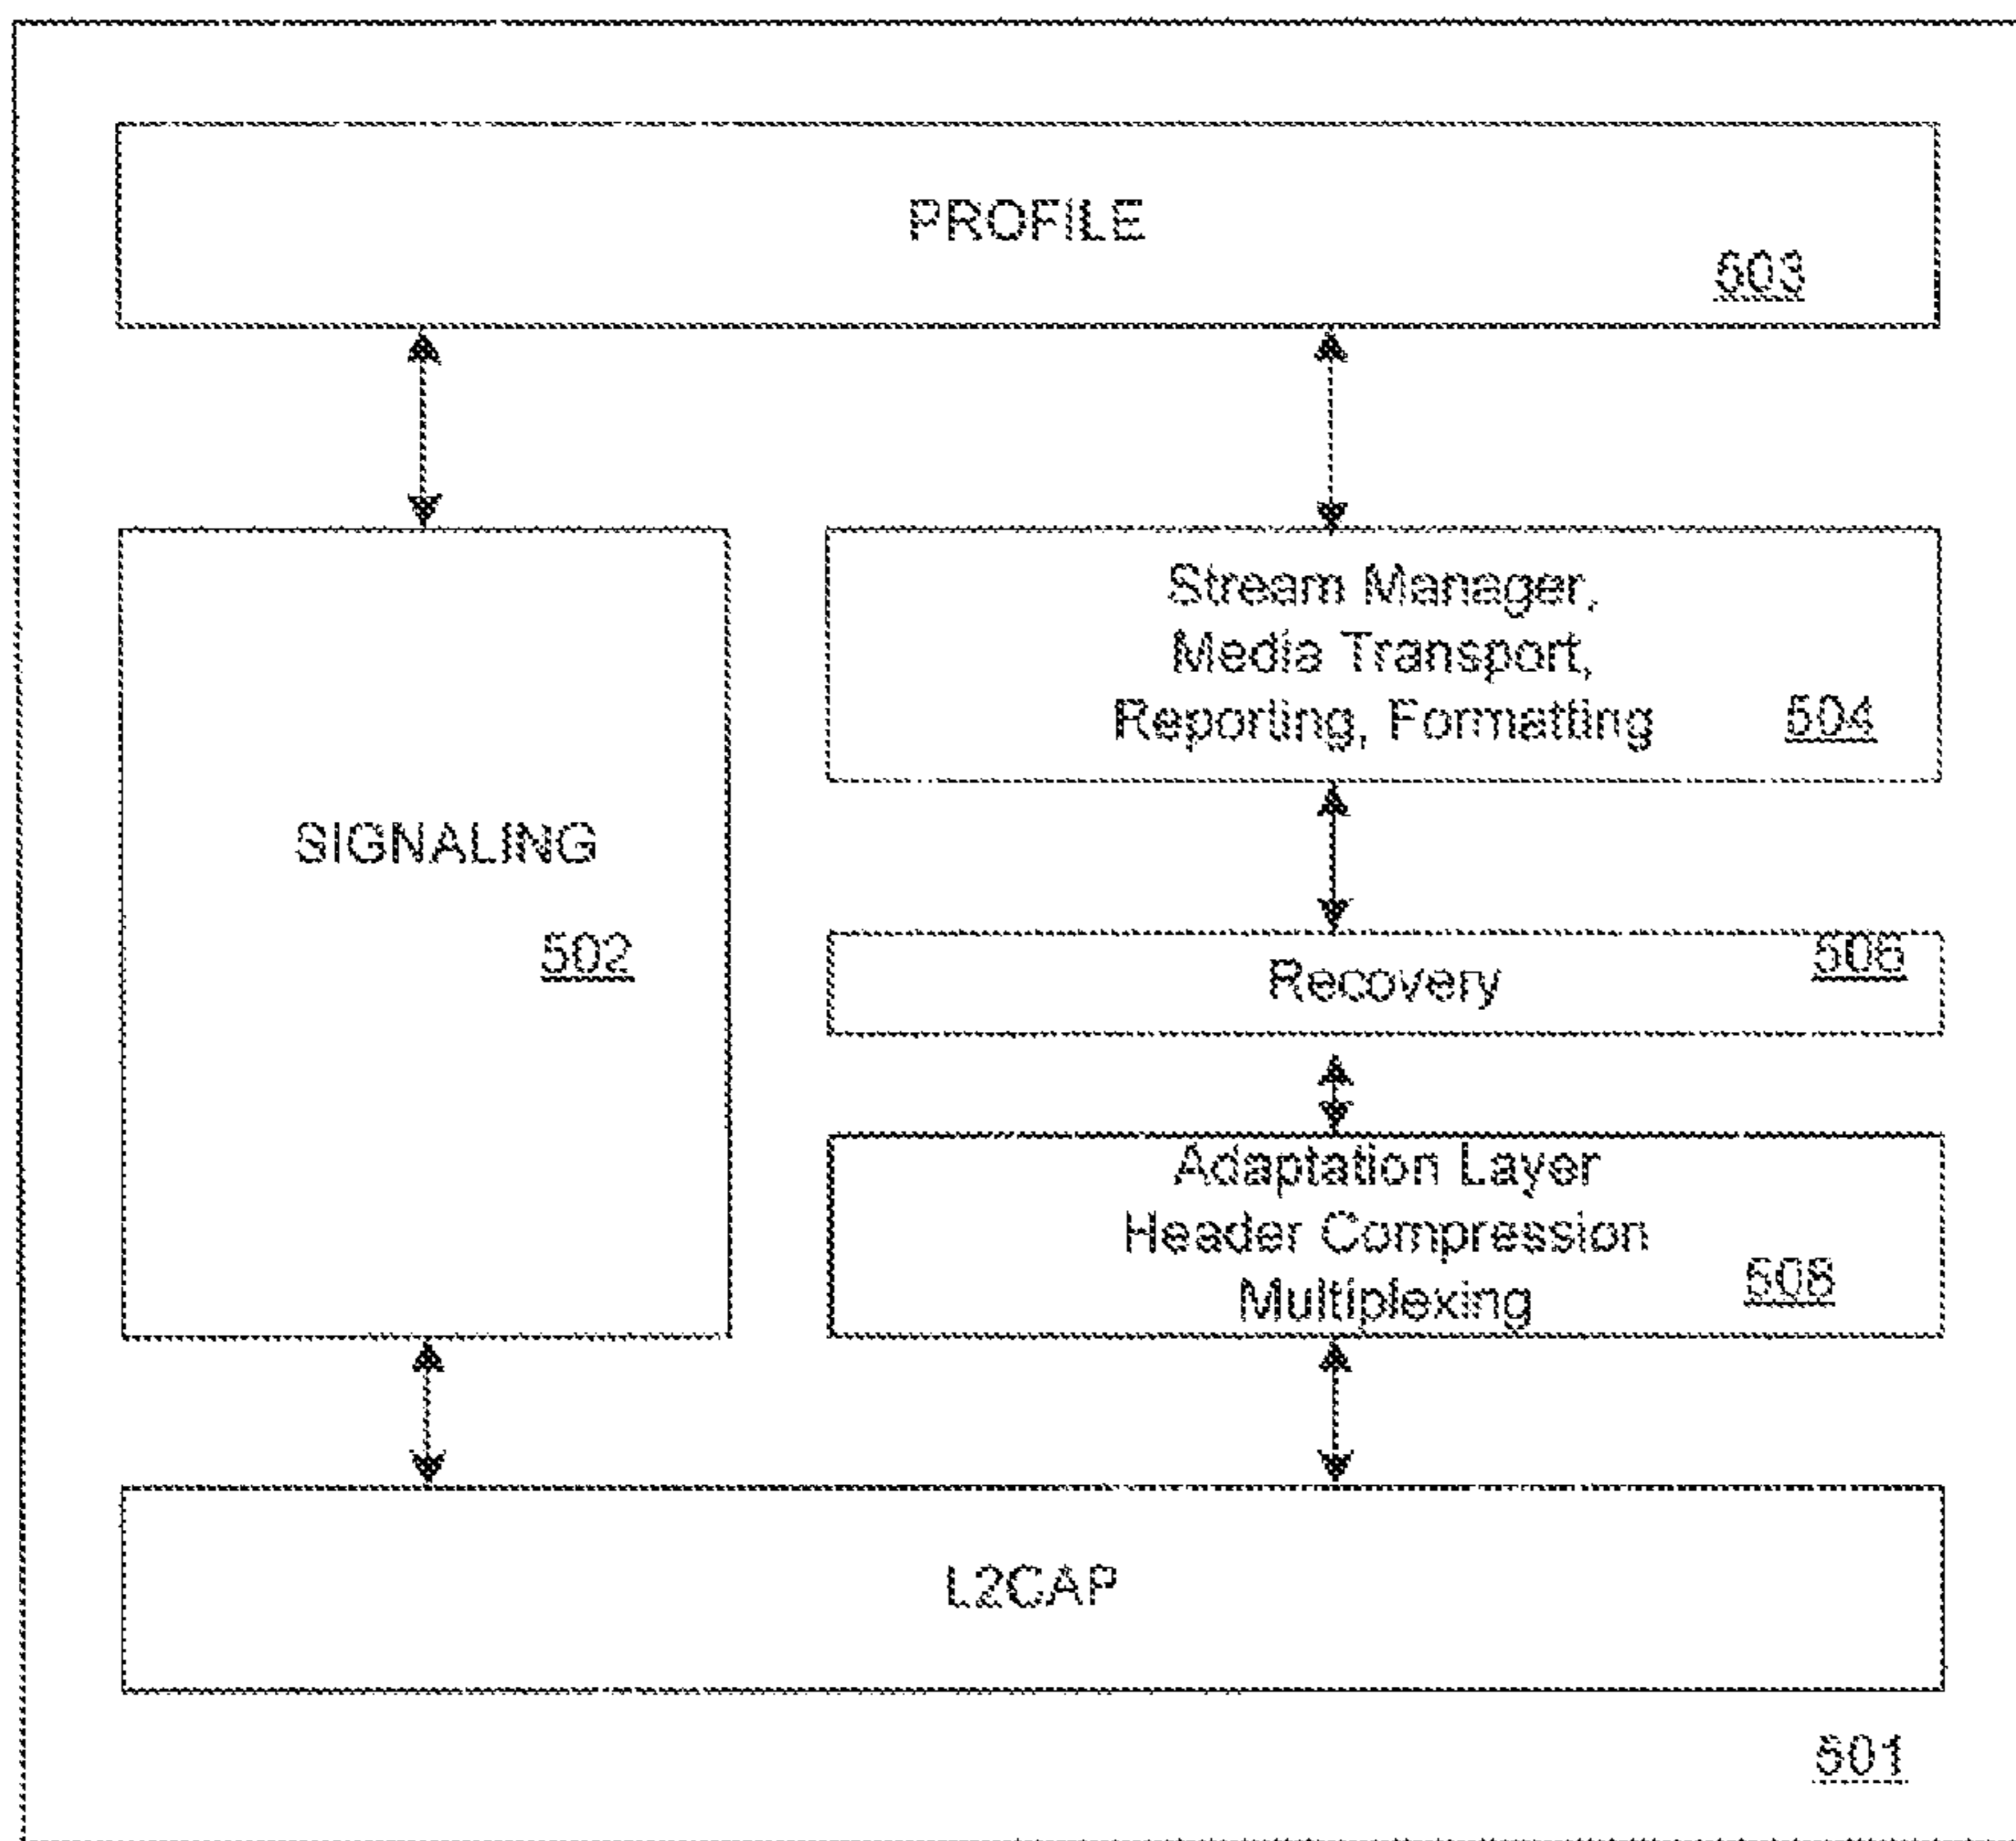 PROFILE
503
Stream Manager,
Media Transport,
Reporting, Formatting
504
SIGNALING
502
Recovery
506
Adaptation Layer
Header Compression
Multiplexing
508
L2CAP
501